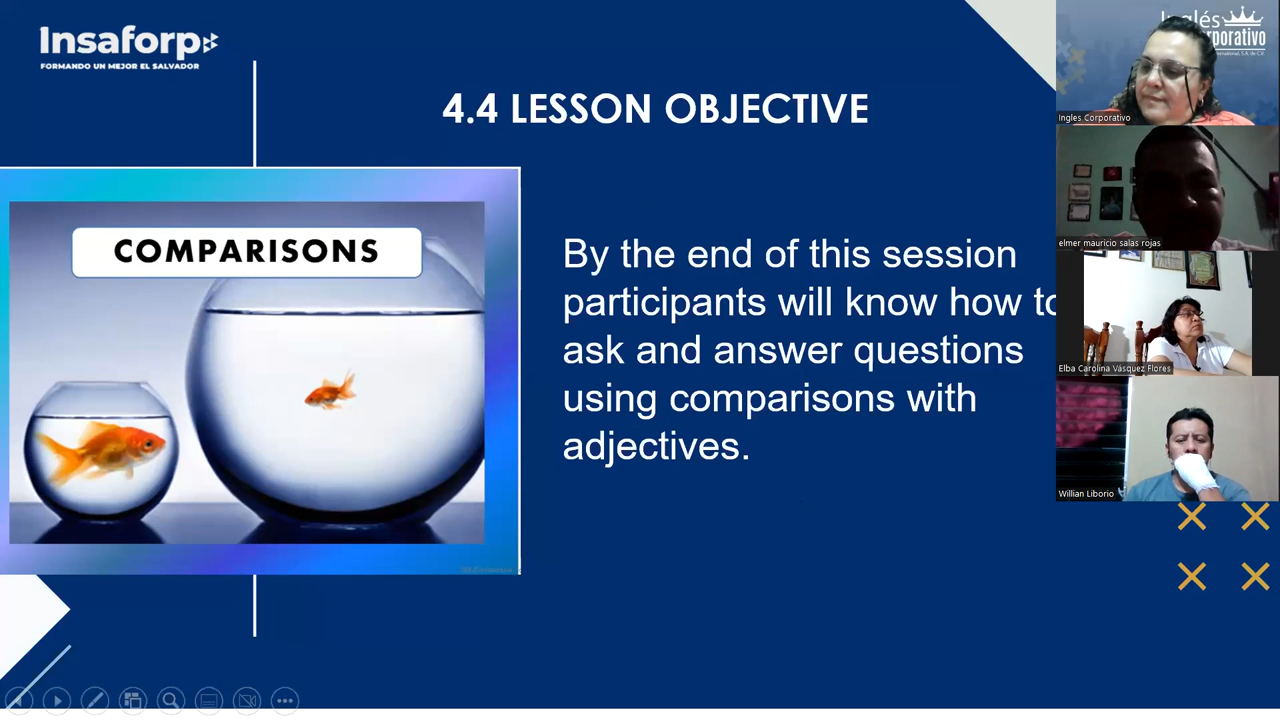 Insaforp
FORMANDO UN MEJOR EL SALVADOR
4.4 LESSON OBJECTIVE
COMPARISONS
By the end of this session
participants will know how to
ask and answer questions
using comparisons with
adjectives.
Inglés
Ingles Corporativo
elmer mauricio salas rojas
Elba Carolina Vásquez Flores
Willian Liborio